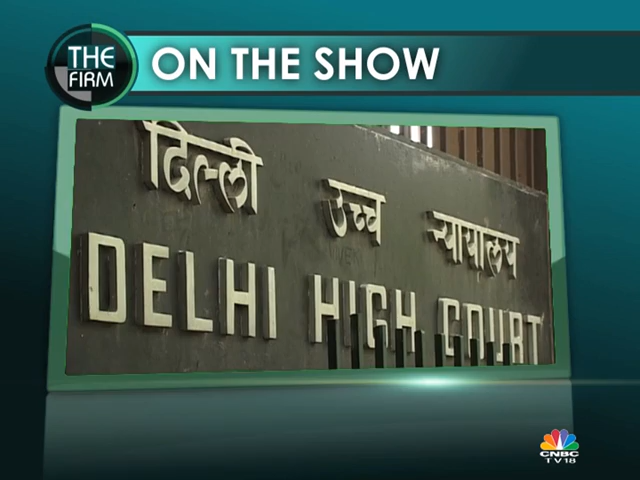 THE
FIRM
ON THE SHOW
दिल्ली उच्च न्यायालय
DELHI HIGH COURT
CNBC
TV18